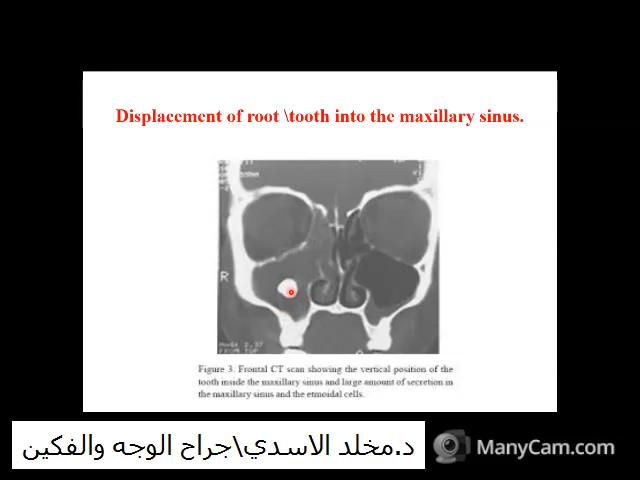 Displacement of root \tooth into the maxillary sinus.
R
Figure 3. Frontal CT scan showing the vertical position of the
tooth inside the maxillary sinus and large amount of secretion in
the maxillary sinus and the etmoidal cells.
د.مخلد الاسدي\جراح الوجه والفكين
ManyCam.com